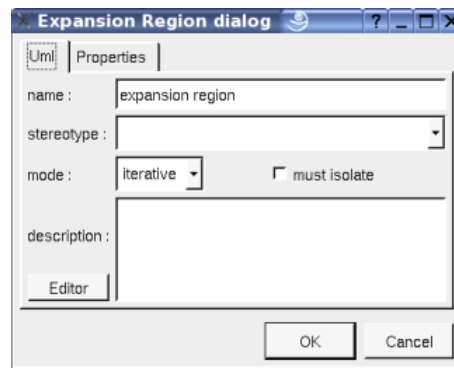 Expansion Region dialog
Uml Properties
name : expansion region
stereotype :
mode : iterative must isolate
description :
Editor
OK Cancel